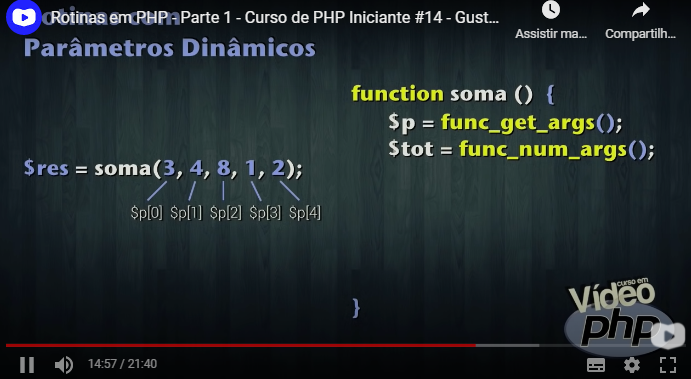 Rotinas em PHP - Parte 1 - Curso de PHP Iniciante #14 - Gust...
Assistir ma...
Compartilh...
Rotinas com
Parâmetros Dinâmicos
function soma () {
$p = func_get_args();
$tot = func_num_args();
$res = soma(3, 4, 8, 1, 2);
$p[0] $p[1] $p[2] $p[3] $p[4]
}
curso em
Vídeo
php
14:57 / 21:40